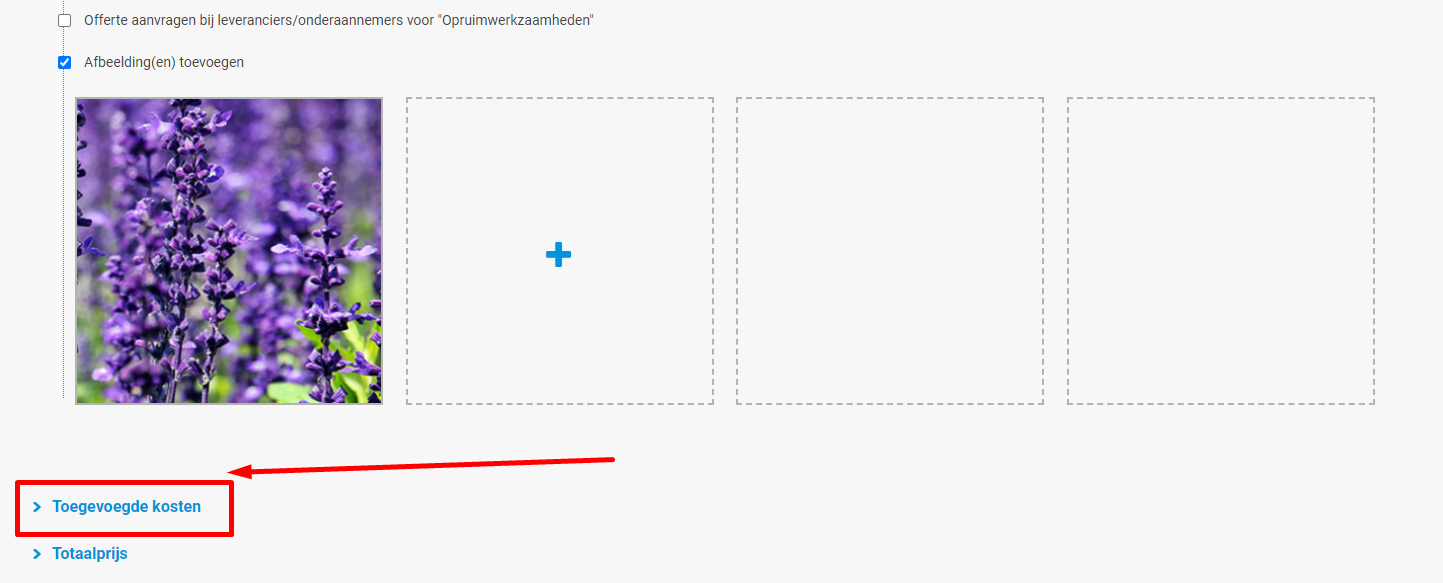 Offerte aanvragen bij leveranciers/onderaannemers voor "Opruimwerkzaamheden"
Afbeelding(en) toevoegen
Toegevoegde kosten
Totaalprijs